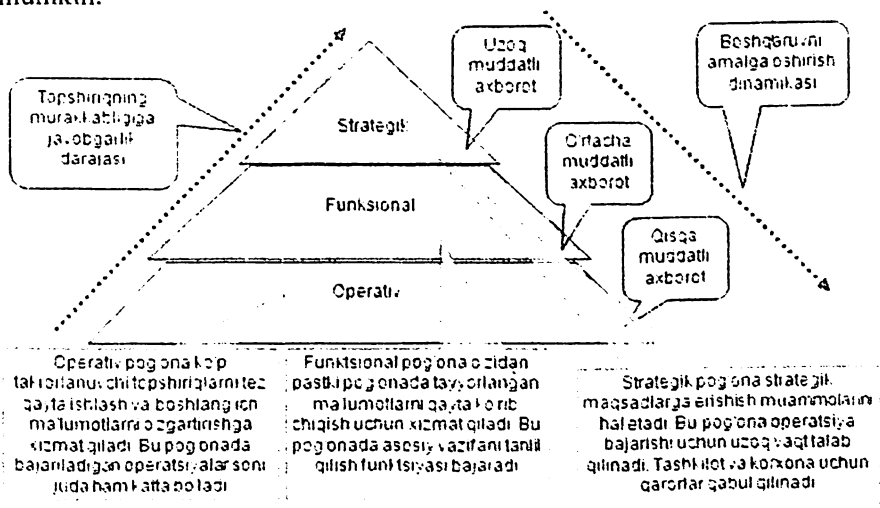 Uzoq
muddatli
axborot
Boshqaruvni
amalga oshirish
dinamikasi
Topshiriqning
murakkabligiga
javobgarlik
darajasi
Strategik
O'rtacha
muddatli
axborot
Funksional
Qisqa
muddatli
axborot
Operativ
Operativ pog'ona ko'p
takrorlanuvchi topshiriqlarni tez
qayta ishlash va boshlang'ich
ma'lumotlarni o'zgartirishga
xizmat qiladi. Bu pog'onada
bajariladigan operatsiyalar soni
juda ham katta bo'ladi
Funktsional pog'ona o'zidan
pastki pog'onada tayyorlangan
ma'lumotlarni qayta ko'rib
chiqish uchun xizmat qiladi. Bu
pog'onada asosiy vazifani tahlil
qilish funktsiyasi bajaradi
Strategik pog'ona strategik
maqsadlarga erishish muammolarni
hal etadi. Bu pog'ona operatsiya
bajarishi uchun uzoq vaqt talab
qilinadi. Tashkilot va korxona uchun
qarorlar qabul qilinadi